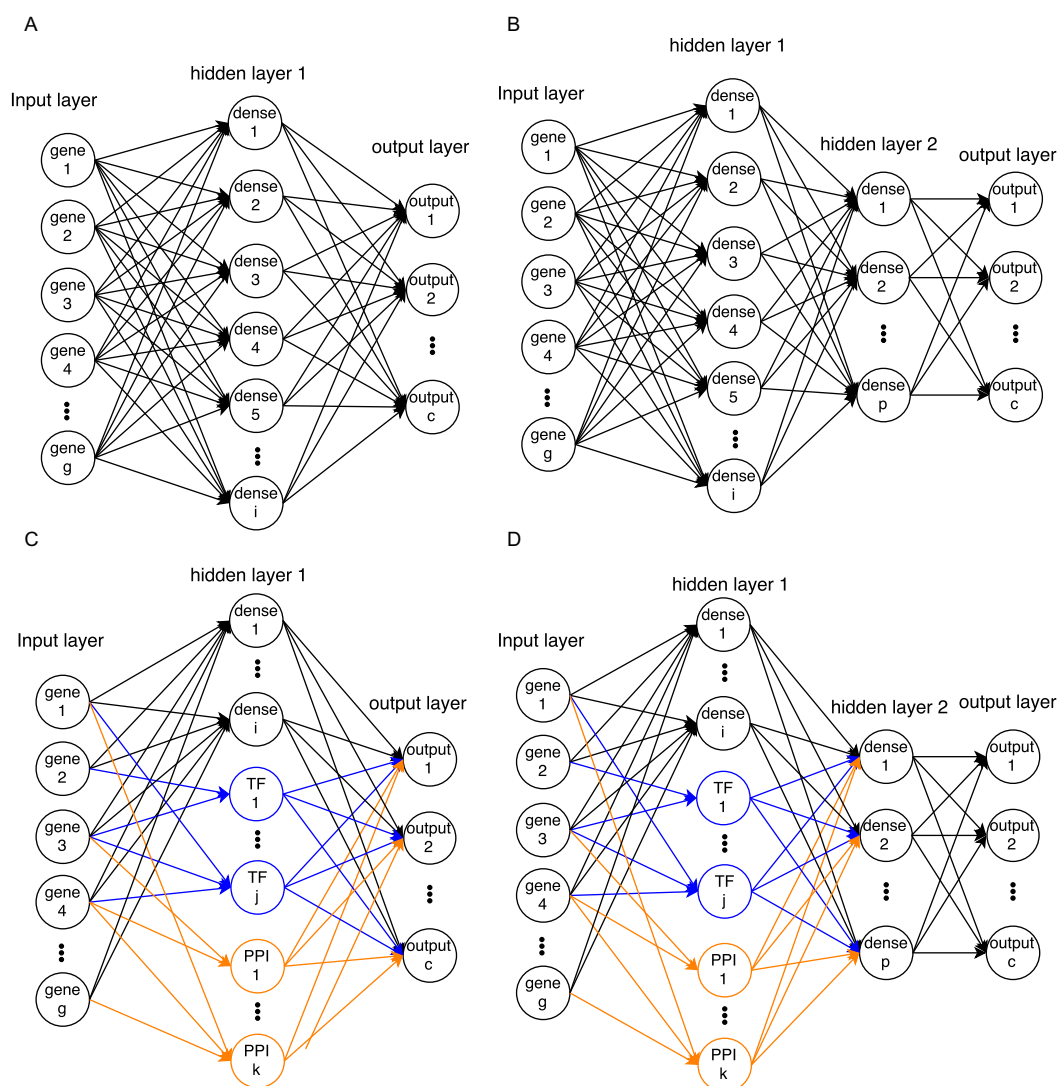 A
hidden layer 1
Input layer
output layer
gene
1
gene
2
gene
3
gene
4
gene
g
dense
1
dense
2
dense
3
dense
4
dense
5
dense
i
output
1
output
2
output
c
B
hidden layer 1
Input layer
hidden layer 2
output layer
gene
1
gene
2
gene
3
gene
4
gene
g
dense
1
dense
2
dense
3
dense
4
dense
5
dense
i
dense
1
dense
2
dense
p
output
1
output
2
output
c
C
hidden layer 1
Input layer
output layer
gene
1
gene
2
gene
3
gene
4
gene
g
dense
1
dense
i
TF
1
TF
j
PPI
1
PPI
k
output
1
output
2
output
c
D
hidden layer 1
Input layer
hidden layer 2
output layer
gene
1
gene
2
gene
3
gene
4
gene
g
dense
1
dense
i
TF
1
TF
j
PPI
1
PPI
k
dense
1
dense
2
dense
p
output
1
output
2
output
c